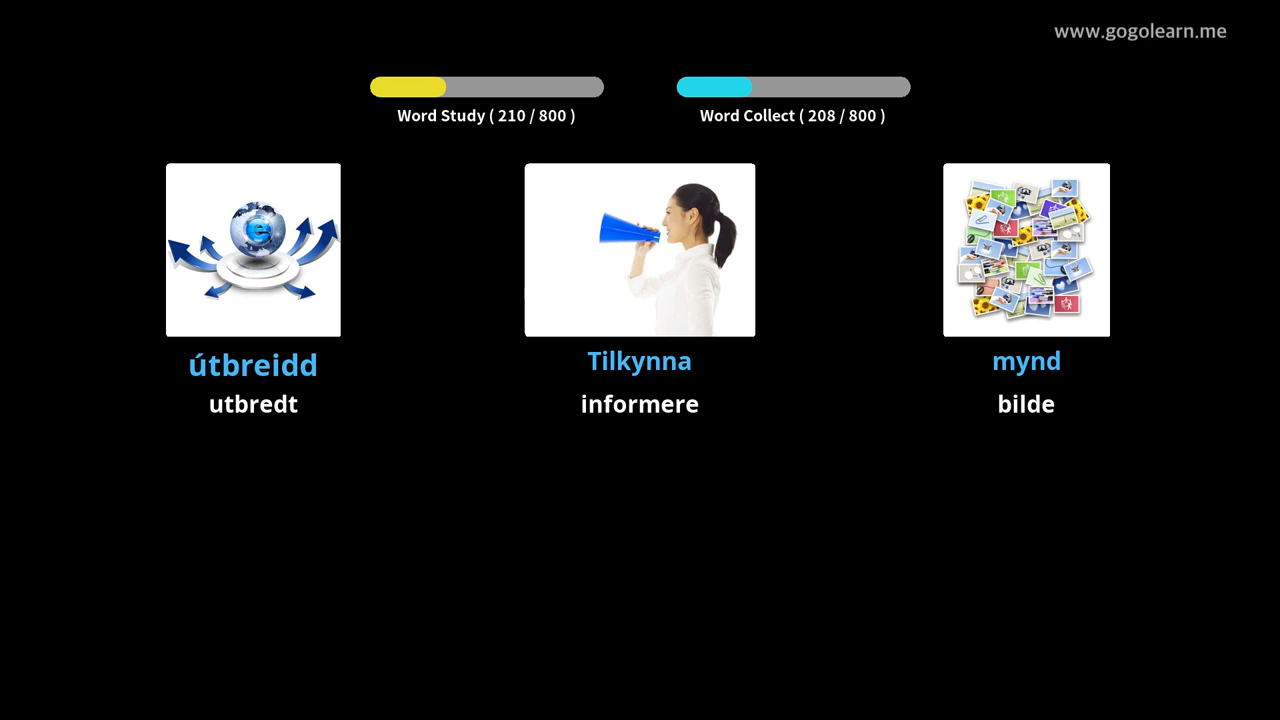 www.gogolearn.me
Word Study ( 210 / 800 )
Word Collect ( 208 / 800 )
e
útbreidd
Tilkynna
mynd
utbredt
informere
bilde